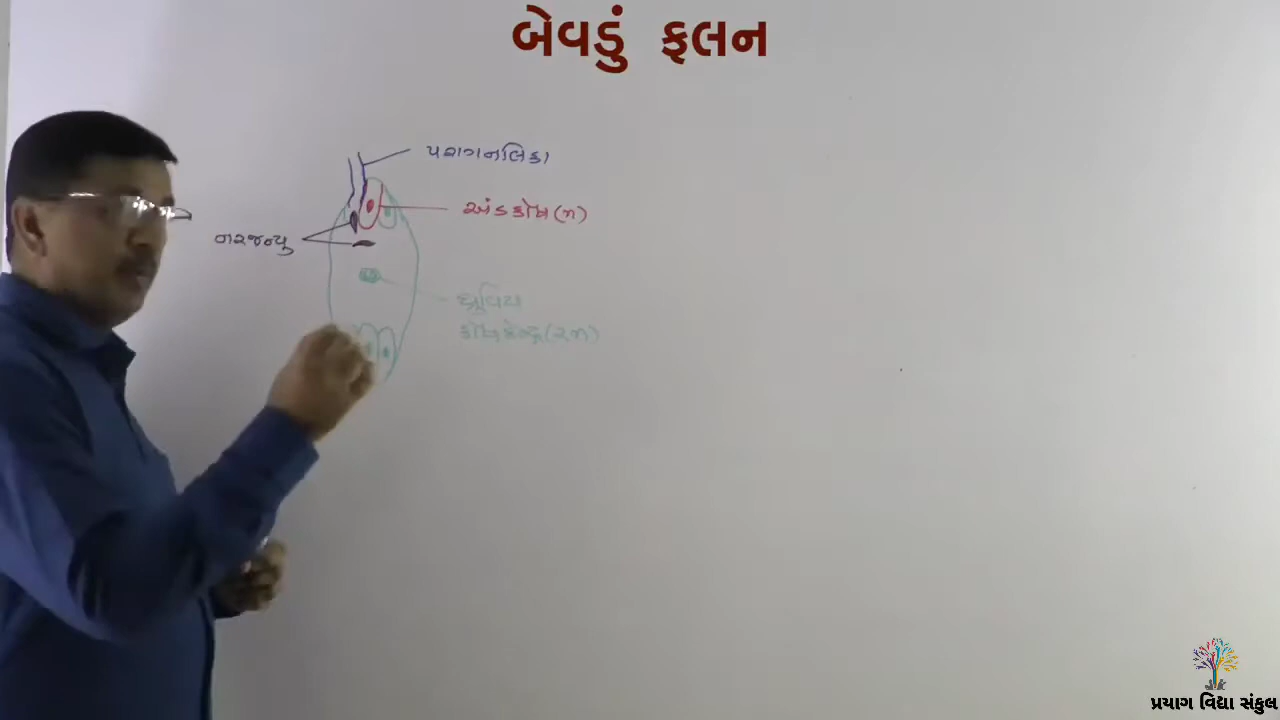 બેવડું ફલન
પરાગનલિકા
અંડકોષ (n)
નરજન્યુ
ધ્રુવિય
કોષકેન્દ્ર (2n)
પ્રયાગ વિદ્યા સંકુલ